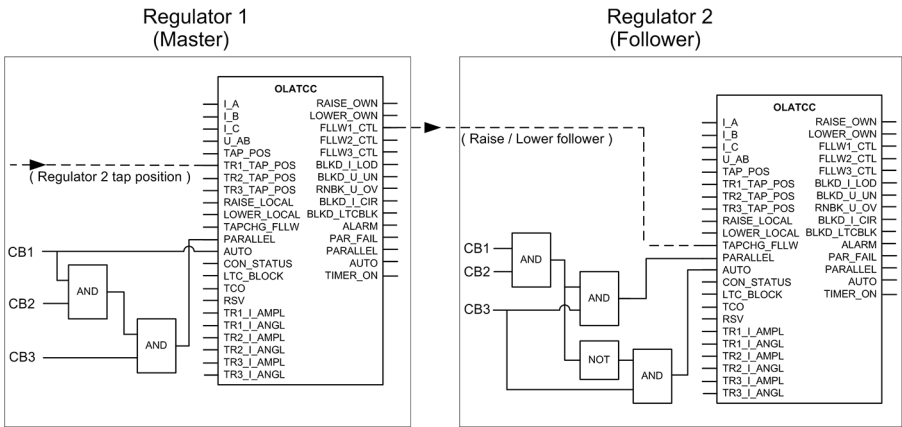 Regulator 1
(Master)
OLATCC
I_A RAISE_OWN
I_B LOWER_OWN
I_C FLLW1_CTL
U_AB FLLW2_CTL
TAP_POS FLLW3_CTL
TR1_TAP_POS BLKD_I_LOD
TR2_TAP_POS BLKD_U_UN
TR3_TAP_POS RNBK_U_OV
RAISE_LOCAL BLKD_I_CIR
LOWER_LOCAL BLKD_LTCBLK
TAPCHG_FLLW ALARM
PARALLEL PAR_FAIL
AUTO PARALLEL
CON_STATUS AUTO
LTC_BLOCK TIMER_ON
TCO
RSV
TR1_I_AMPL
TR1_I_ANGL
TR2_I_AMPL
TR2_I_ANGL
TR3_I_AMPL
TR3_I_ANGL
( Regulator 2 tap position )
CB1
AND
CB2
AND
CB3
Regulator 2
(Follower)
( Raise / Lower follower )
OLATCC
I_A RAISE_OWN
I_B LOWER_OWN
I_C FLLW1_CTL
U_AB FLLW2_CTL
TAP_POS FLLW3_CTL
TR1_TAP_POS BLKD_I_LOD
TR2_TAP_POS BLKD_U_UN
TR3_TAP_POS RNBK_U_OV
RAISE_LOCAL BLKD_I_CIR
LOWER_LOCAL BLKD_LTCBLK
TAPCHG_FLLW ALARM
PARALLEL PAR_FAIL
AUTO PARALLEL
CON_STATUS AUTO
LTC_BLOCK TIMER_ON
TCO
RSV
TR1_I_AMPL
TR1_I_ANGL
TR2_I_AMPL
TR2_I_ANGL
TR3_I_AMPL
TR3_I_ANGL
CB1
AND
CB2
AND
CB3
NOT
AND